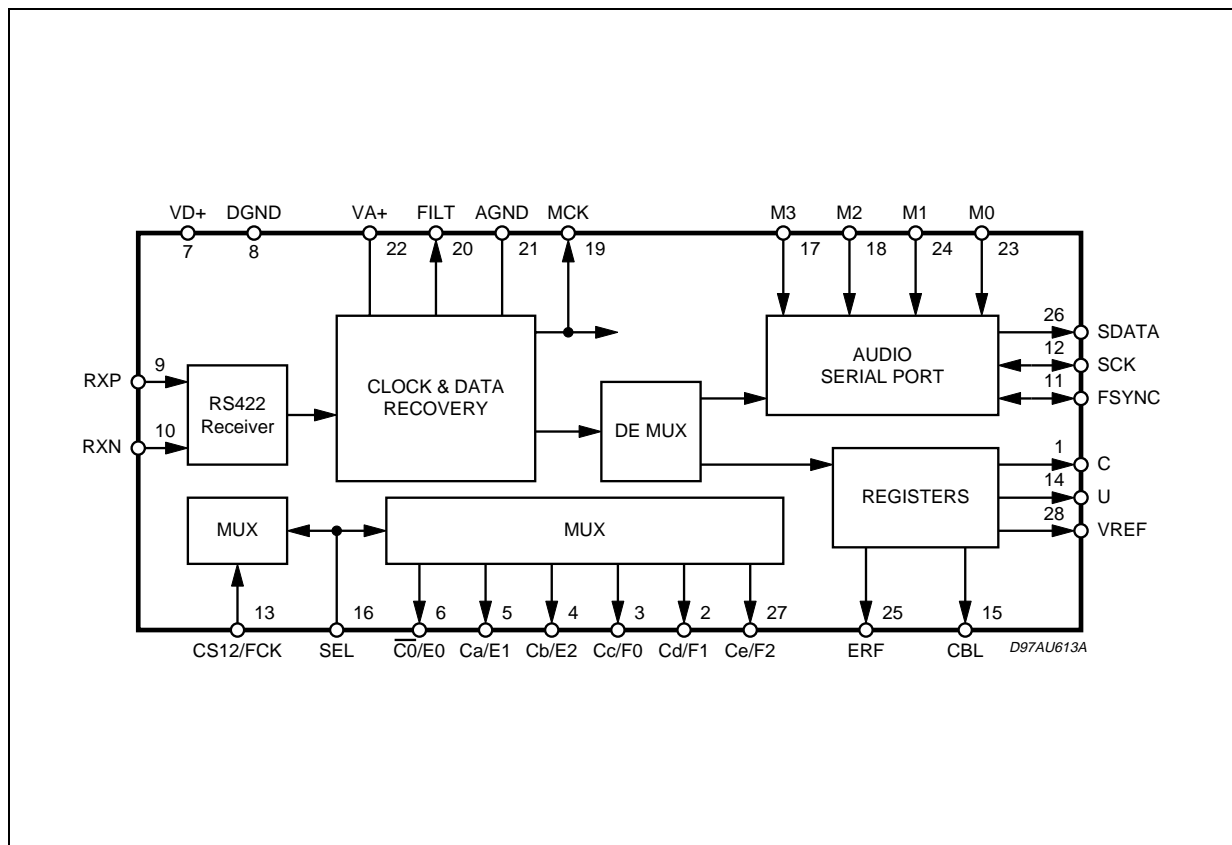 VD+ DGND VA+ FILT AGND MCK M3 M2 M1 M0
7 8 22 20 21 19 17 18 24 23
26 SDATA
12 SCK
11 FSYNC
AUDIO
SERIAL PORT
RXP 9
RXN 10
RS422
Receiver
CLOCK & DATA
RECOVERY
DE MUX
REGISTERS
1 C
14 U
28 VREF
MUX
MUX
13 16 6 5 4 3 2 27 25 15
CS12/FCK SEL C̅0̅/E0 Ca/E1 Cb/E2 Cc/F0 Cd/F1 Ce/F2 ERF CBL
D97AU613A